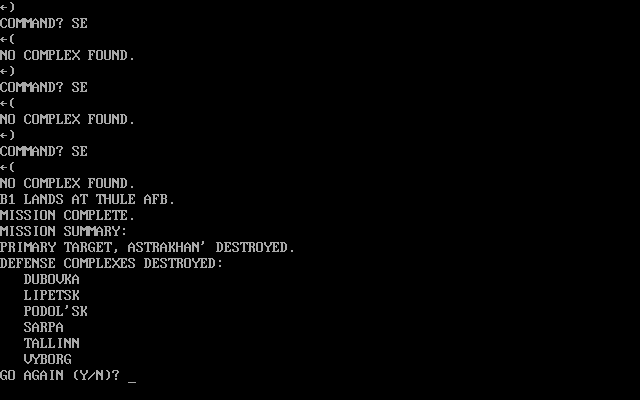 ←)
COMMAND? SE
←(
NO COMPLEX FOUND.
←)
COMMAND? SE
←(
NO COMPLEX FOUND.
←)
COMMAND? SE
←(
NO COMPLEX FOUND.
B1 LANDS AT THULE AFB.
MISSION COMPLETE.
MISSION SUMMARY:
PRIMARY TARGET, ASTRAKHAN' DESTROYED.
DEFENSE COMPLEXES DESTROYED:
   DUBOVKA
   LIPETSK
   PODOL'SK
   SARPA
   TALLINN
   VYBORG
GO AGAIN (Y/N)? _